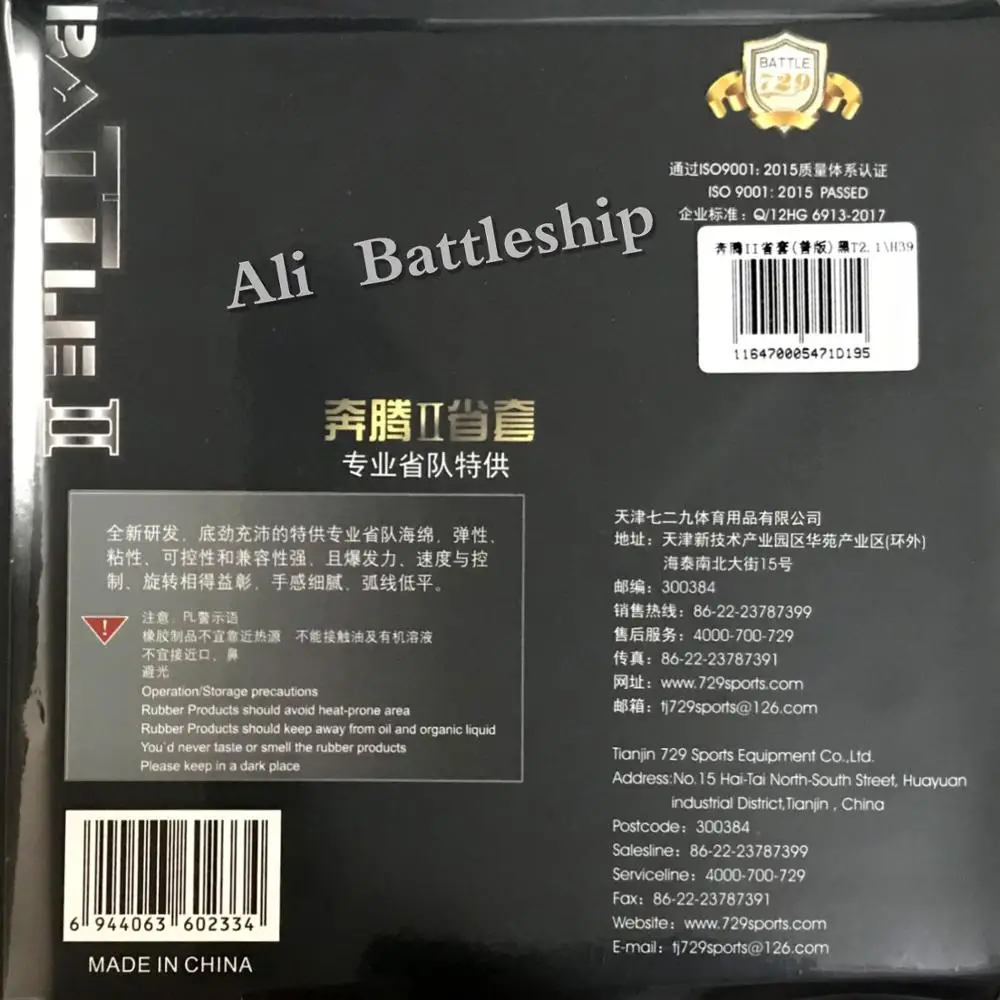 BATTLE II
BATTLE
729
通过ISO9001: 2015质量体系认证
ISO 9001: 2015 PASSED
企业标准：Q/12HG 6913-2017
奔腾II省套(普版)黑T2.1\H39
116470005471D195
Ali Battleship
奔腾II省套
专业省队特供
全新研发，底劲充沛的特供专业省队海绵，弹性、
粘性、可控性和兼容性强，且爆发力、速度与控
制、旋转相得益彰，手感细腻、弧线低平。
注意：PL警示语
橡胶制品不宜靠近热源 不能接触油及有机溶液
不宜接近口、鼻
避光
Operation/Storage precautions
Rubber Products should avoid heat-prone area
Rubber Products should keep away from oil and organic liquid
You`d never taste or smell the rubber products
Please keep in a dark place
天津七二九体育用品有限公司
地址：天津新技术产业园区华苑产业区(环外)
海泰南北大街15号
邮编：300384
销售热线：86-22-23787399
售后服务：4000-700-729
传真：86-22-23787391
网址：www.729sports.com
邮箱：tj729sports@126.com
Tianjin 729 Sports Equipment Co.,Ltd.
Address:No.15 Hai-Tai North-South Street, Huayuan
industrial District,Tianjin , China
Postcode：300384
Salesline：86-22-23787399
Serviceline：4000-700-729
Fax：86-22-23787391
Website：www.729sports.com
E-mail：tj729sports@126.com
6 944063 602334
MADE IN CHINA